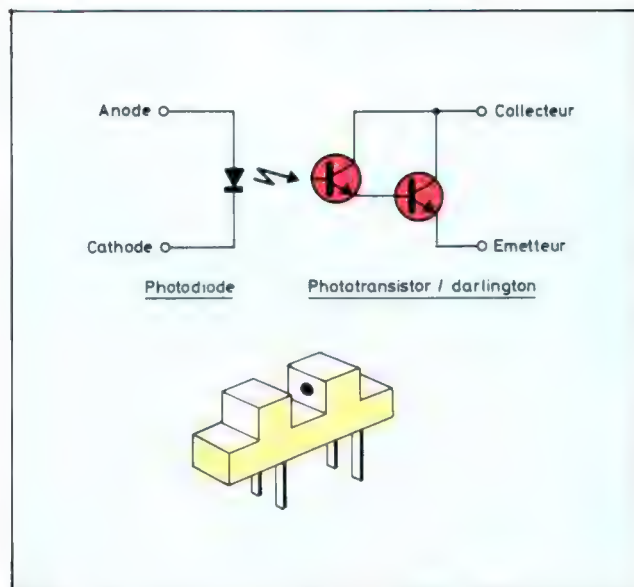 Anode
Collecteur
Cathode
Emetteur
Photodiode
Phototransistor / darlington